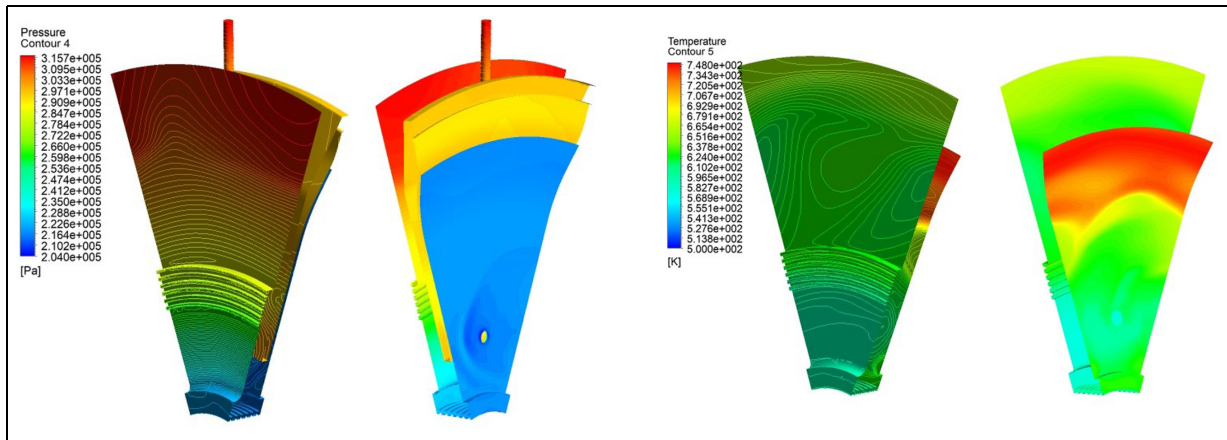 Pressure
Contour 4
3.157e+005
3.095e+005
3.033e+005
2.971e+005
2.909e+005
2.847e+005
2.784e+005
2.722e+005
2.660e+005
2.598e+005
2.536e+005
2.474e+005
2.412e+005
2.350e+005
2.288e+005
2.226e+005
2.164e+005
2.102e+005
2.040e+005
[Pa]
Temperature
Contour 5
7.480e+002
7.343e+002
7.205e+002
7.067e+002
6.929e+002
6.791e+002
6.654e+002
6.516e+002
6.378e+002
6.240e+002
6.102e+002
5.965e+002
5.827e+002
5.689e+002
5.551e+002
5.413e+002
5.276e+002
5.138e+002
5.000e+002
[K]